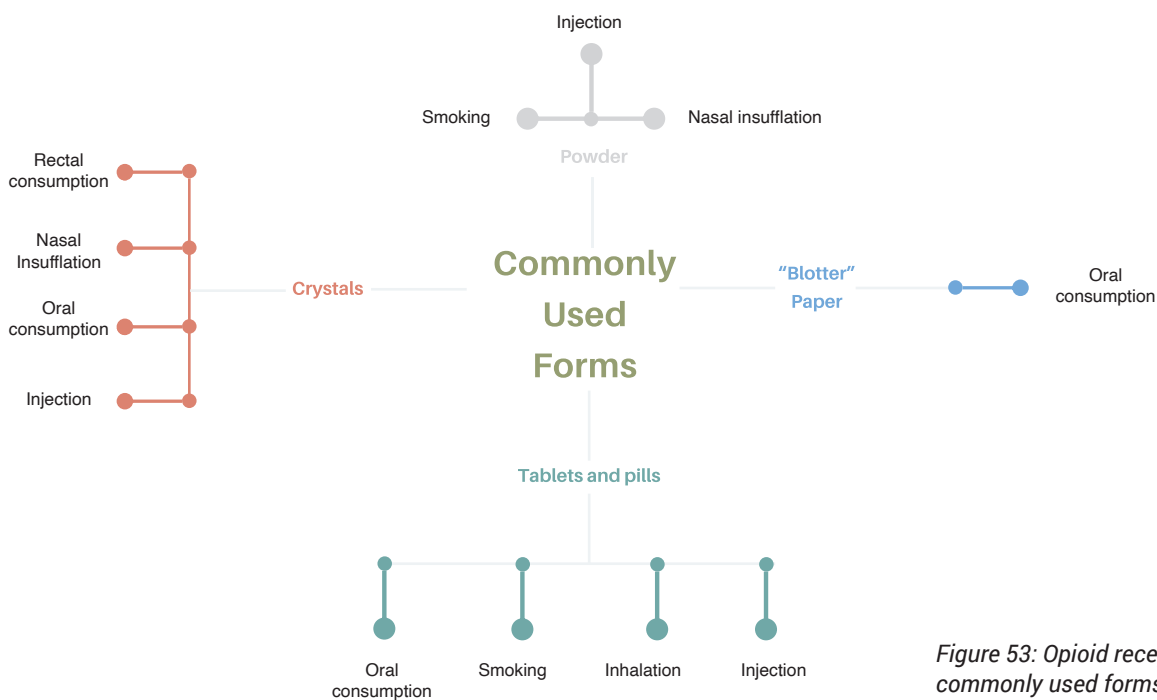 Injection
Smoking
Nasal insufflation
Powder
Rectal
consumption
Nasal
Insufflation
Crystals
Oral
consumption
Injection
Commonly
Used
Forms
“Blotter”
Paper
Oral
consumption
Tablets and pills
Oral
consumption
Smoking
Inhalation
Injection
Figure 53: Opioid
commonly used forms